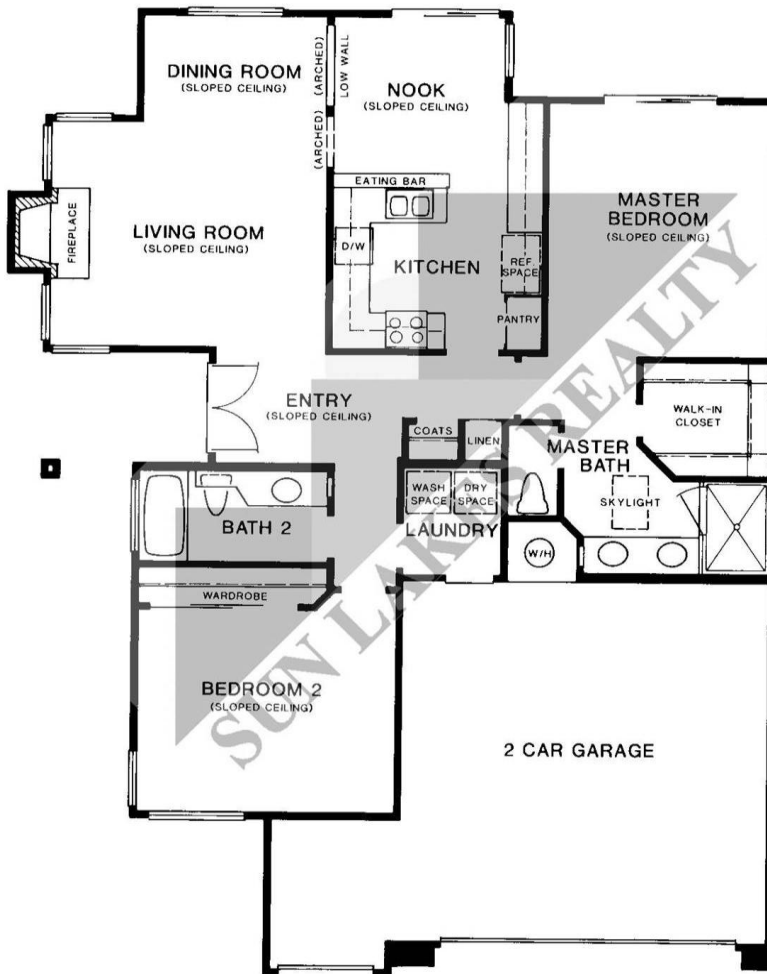 DINING ROOM
(SLOPED CEILING)
(ARCHED)
(ARCHED)
LOW WALL
NOOK
(SLOPED CEILING)
EATING BAR
MASTER
BEDROOM
(SLOPED CEILING)
LIVING ROOM
(SLOPED CEILING)
FIREPLACE
D/W
KITCHEN
REF.
SPACE
PANTRY
ENTRY
(SLOPED CEILING)
COATS
LINEN
WALK-IN
CLOSET
MASTER
BATH
SKYLIGHT
WASH
SPACE
DRY
SPACE
LAUNDRY
BATH 2
W/H
WARDROBE
BEDROOM 2
(SLOPED CEILING)
2 CAR GARAGE
SUN LAKES REALTY